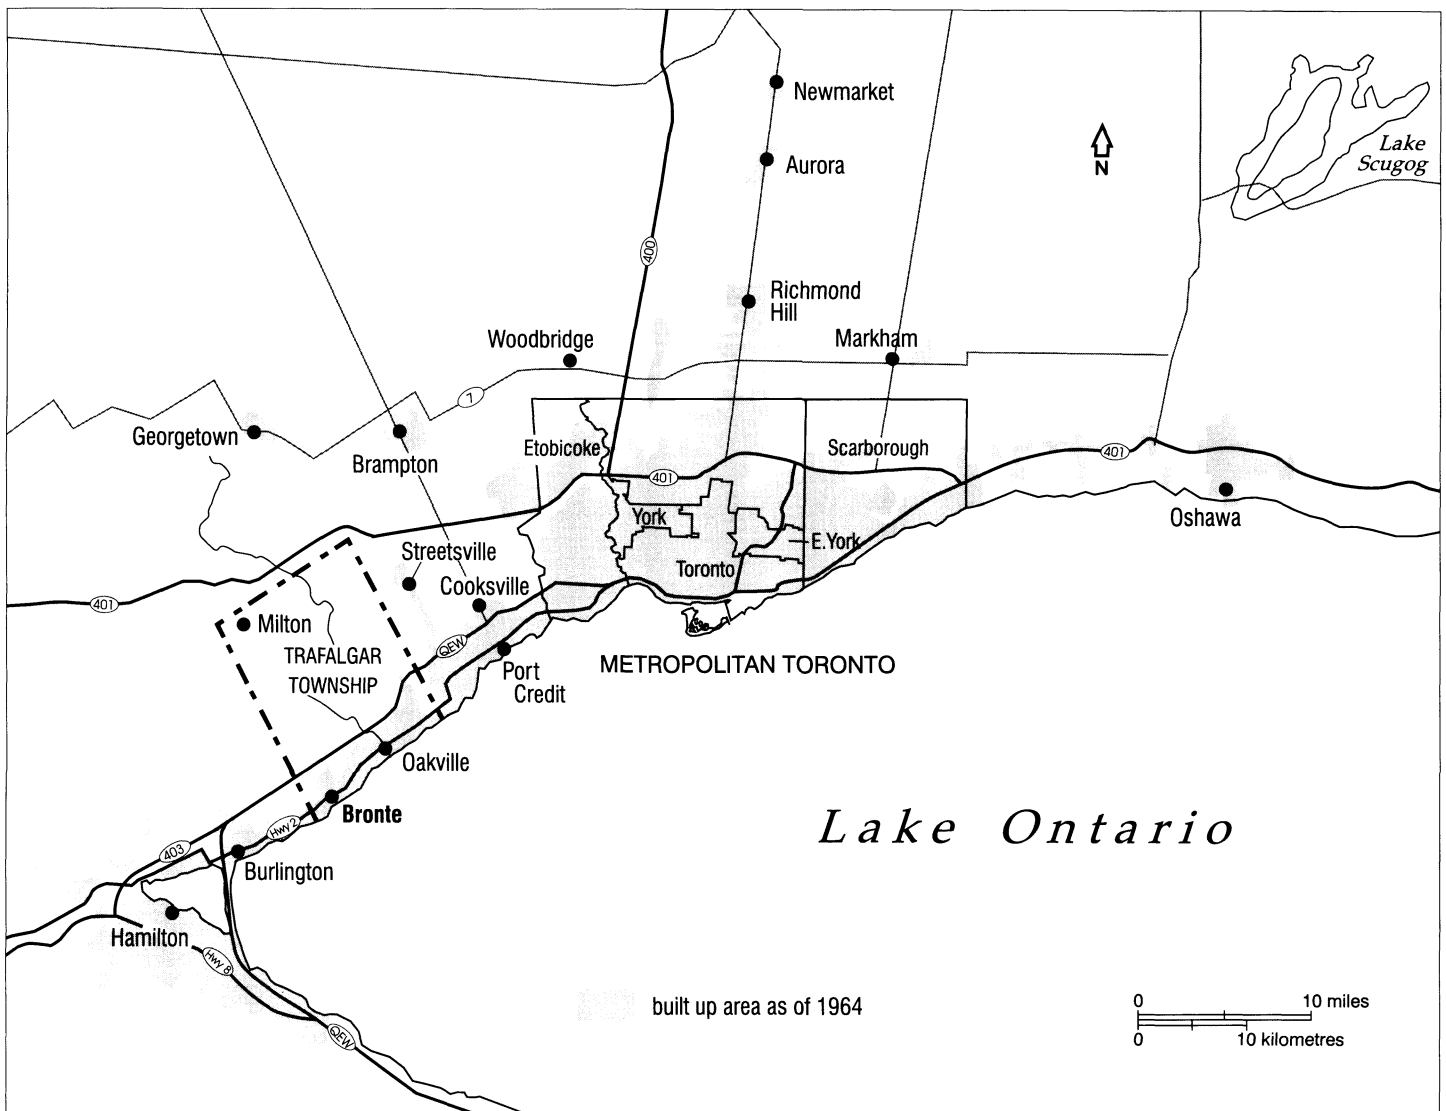 Newmarket
Lake
Scugog
N
Aurora
400
Richmond
Hill
Woodbridge
Markham
7
Georgetown
Brampton
Etobicoke
Scarborough
401
401
York
Oshawa
E.York
Streetsville
Toronto
Cooksville
401
Milton
QEW
TRAFALGAR
TOWNSHIP
METROPOLITAN TORONTO
Port
Credit
Oakville
Bronte
Lake Ontario
Hwy 2
403
Burlington
Hamilton
Hwy 8
built up area as of 1964
0 10 miles
0 10 kilometres
QEW